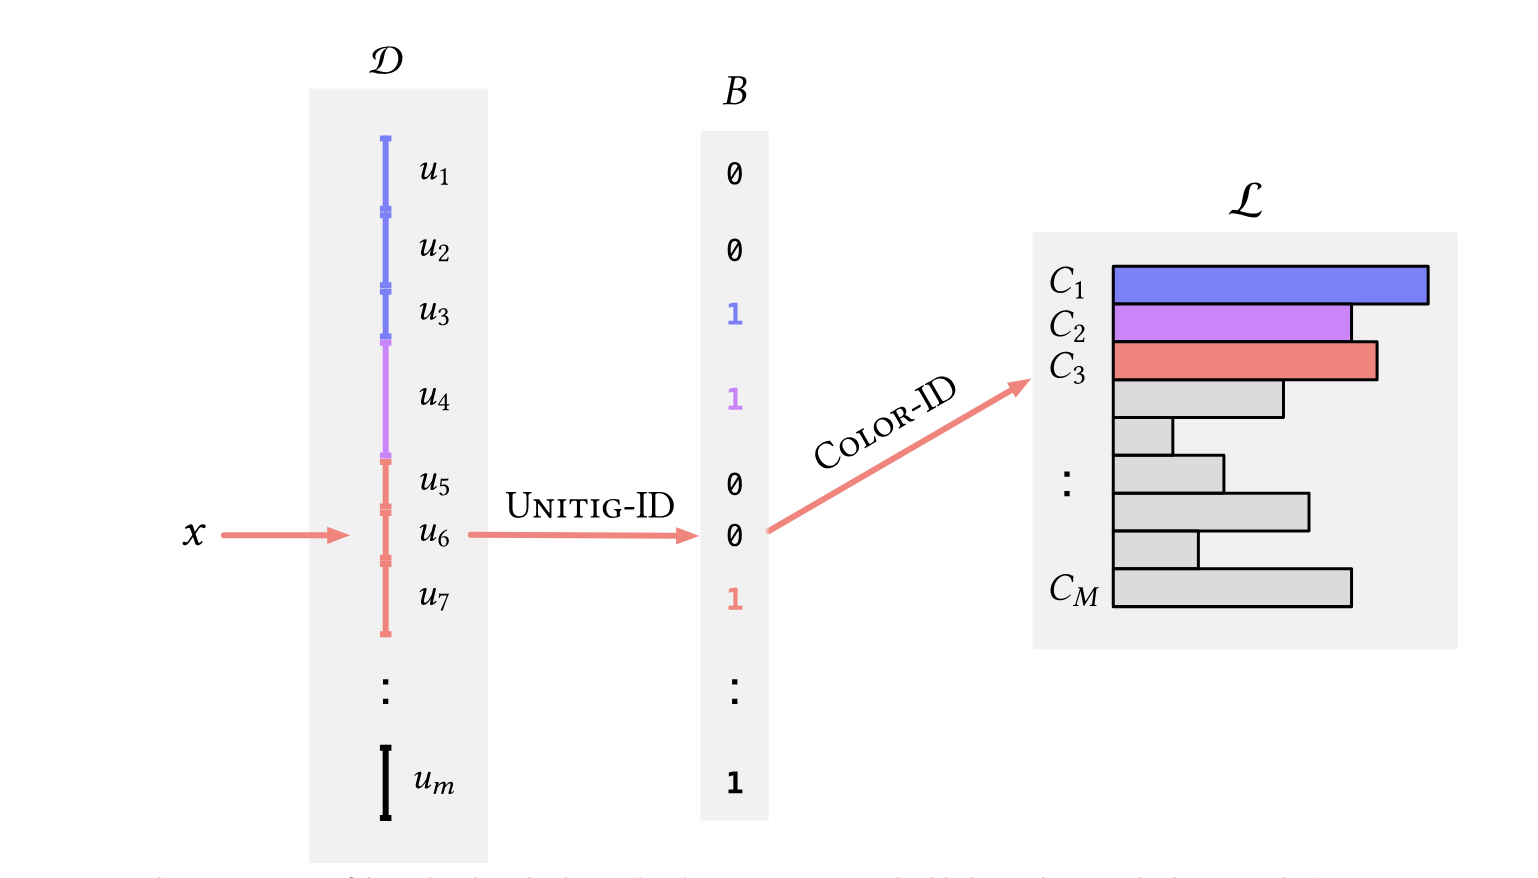 𝒟
B
ℒ
u1
u2
u3
u4
u5
u6
u7
:
um
x
UNITIG-ID
0
0
1
1
0
0
1
:
1
COLOR-ID
C1
C2
C3
:
CM